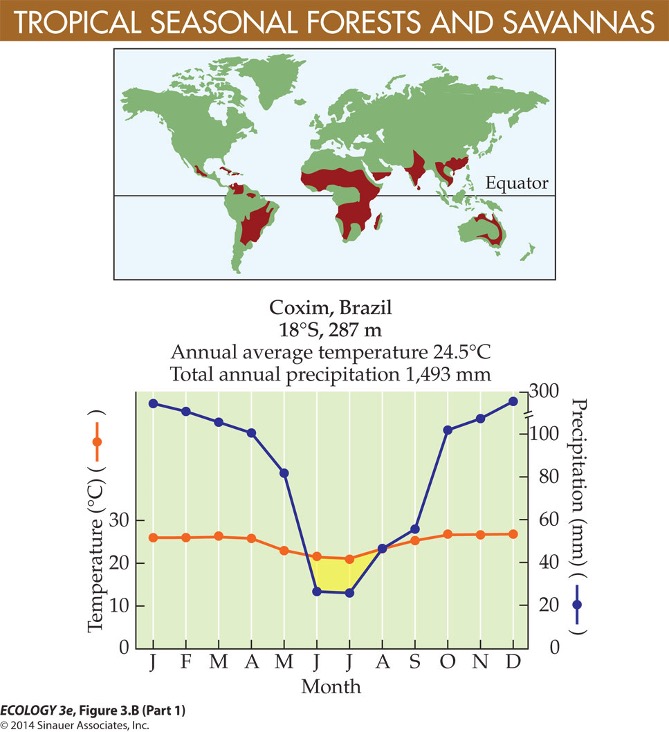 TROPICAL SEASONAL FORESTS AND SAVANNAS
Equator
Coxim, Brazil
18°S, 287 m
Annual average temperature 24.5°C
Total annual precipitation 1,493 mm
Temperature (°C) ( )
30
20
10
0
300
100
80
60
40
20
0
Precipitation (mm) ( )
J F M A M J J A S O N D
Month
ECOLOGY 3e, Figure 3.B (Part 1)
© 2014 Sinauer Associates, Inc.